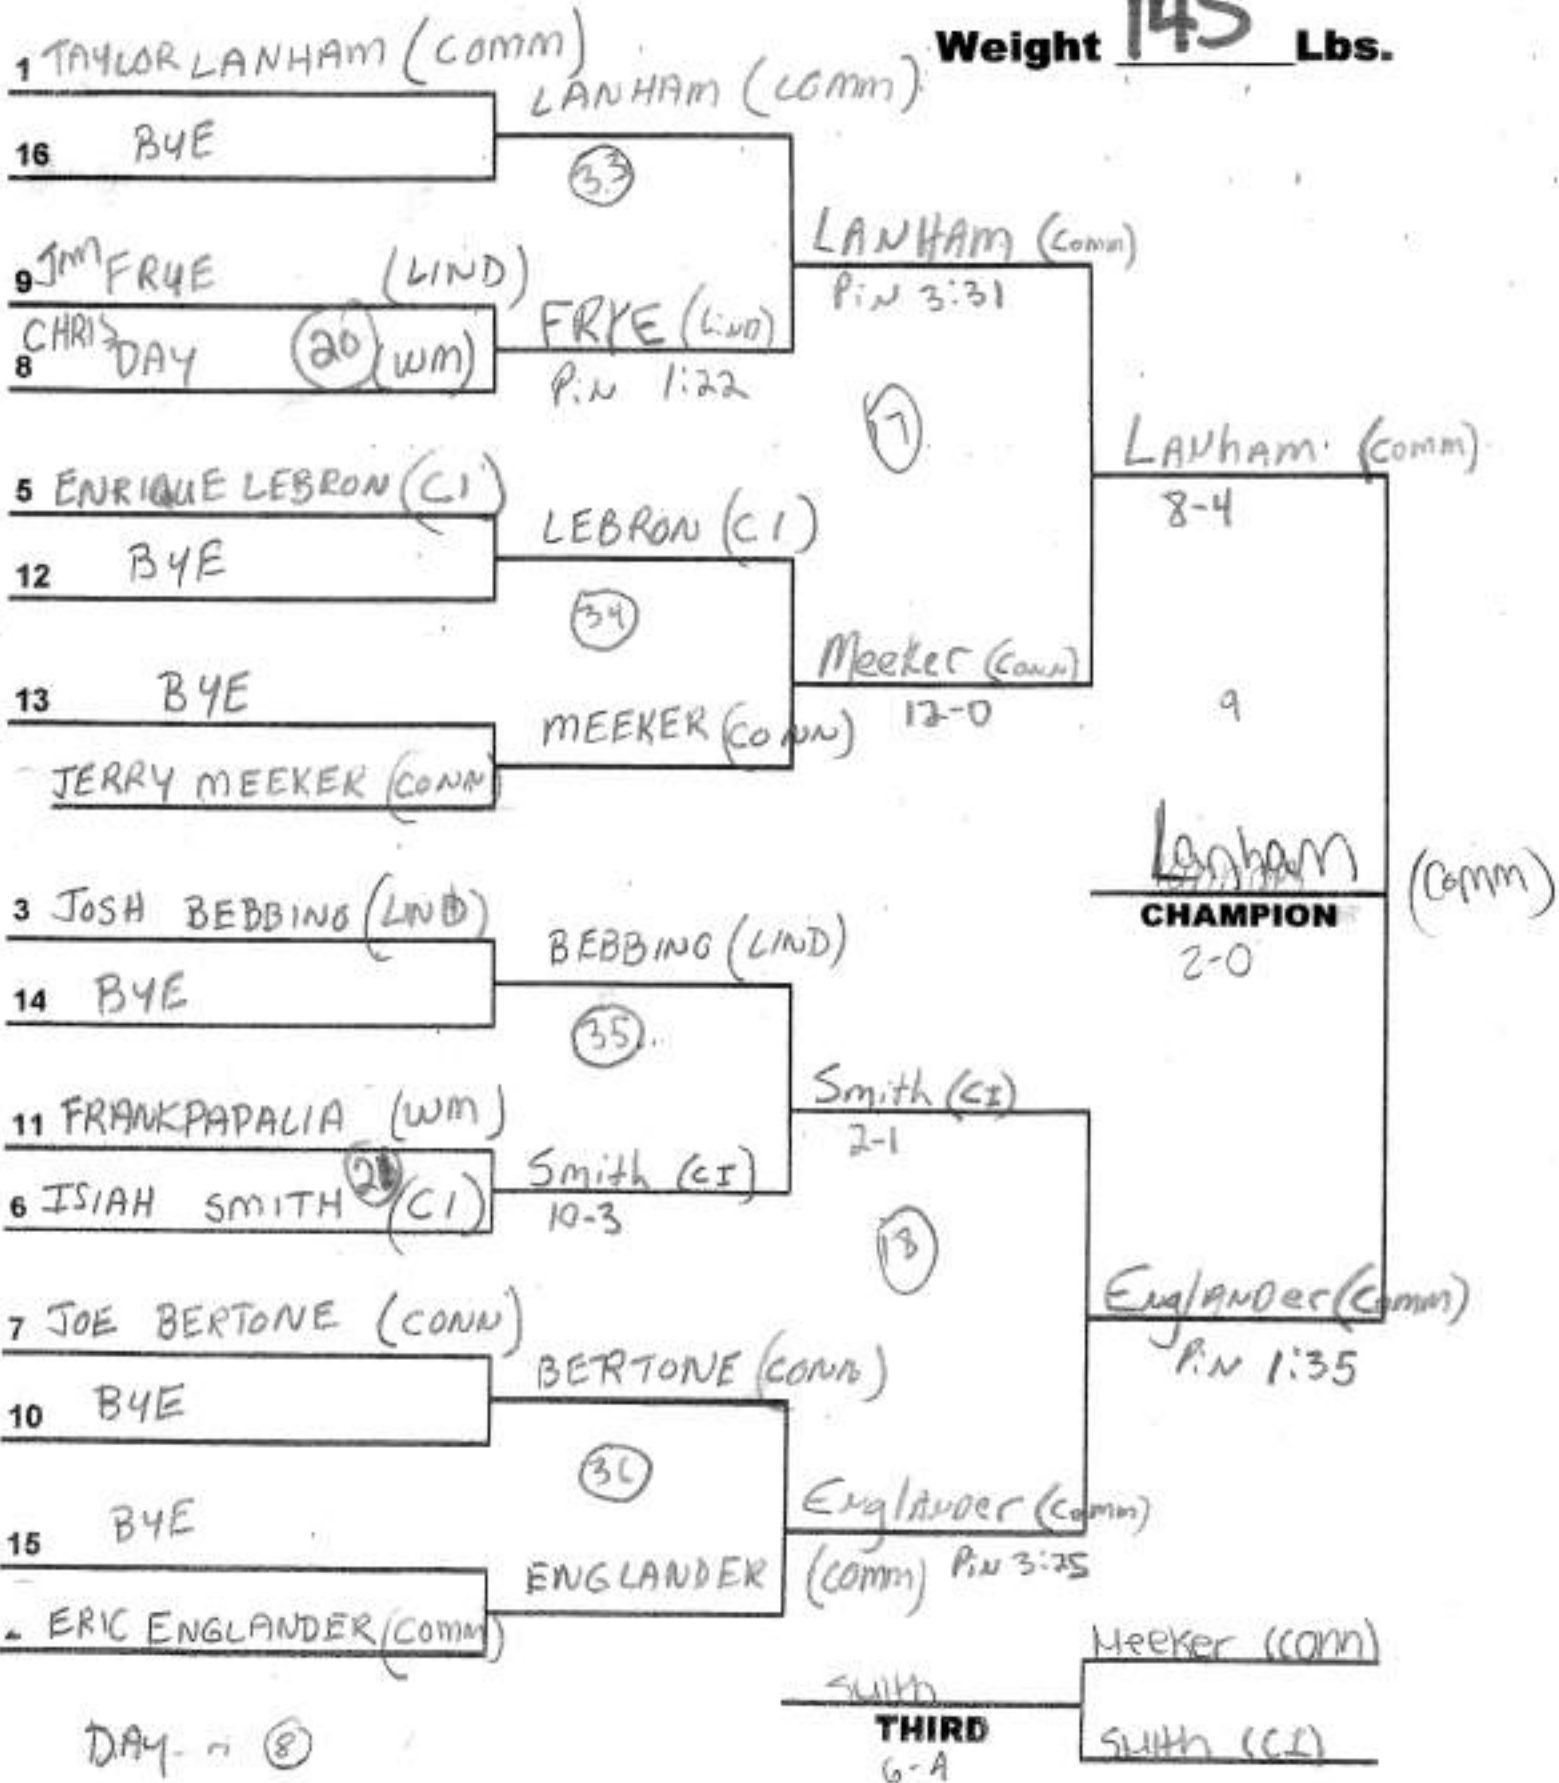 Weight 145 Lbs.
1 TAYLOR LANHAM (COMM)
16 BYE
LANHAM (COMM)
33
9 JIM FRYE (LIND)
8 CHRIS DAY 20 (WM)
FRYE (LIND)
PiN 1:22
LANHAM (Comm)
PiN 3:31
17
5 ENRIQUE LEBRON (CI)
12 BYE
LEBRON (CI)
34
13 BYE
JERRY MEEKER (CONN)
MEEKER (CONN)
Meeker (CONN)
12-0
LANhAM (Comm)
8-4
9
Lanham (Comm)
CHAMPION
2-0
3 JOSH BEBBING (LIND)
14 BYE
BEBBING (LIND)
35
11 FRANK PAPALIA (WM)
6 ISIAH SMITH 21 (CI)
Smith (CI)
10-3
Smith (CI)
2-1
18
7 JOE BERTONE (CONN)
10 BYE
BERTONE (CONN)
36
15 BYE
ERIC ENGLANDER (COMM)
ENGLANDER (COMM)
EnglANDer (Comm)
PiN 3:25
EnglANDer (Comm)
PiN 1:35
Meeker (CONN)
Smith (CI)
Smith
THIRD
DAY - 8